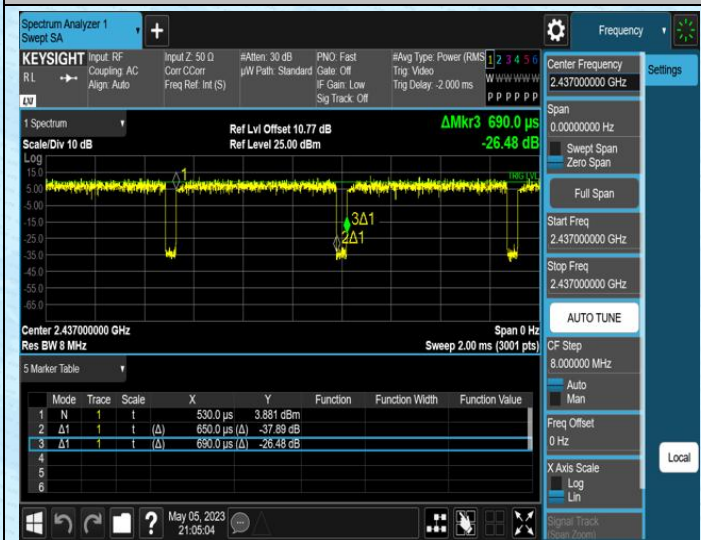 Spectrum Analyzer 1
Swept SA
+
Frequency
KEYSIGHT
RL
LXI
Input: RF
Coupling: AC
Align: Auto
Input Z: 50 Ω
Corr CCorr
Freq Ref: Int (S)
#Atten: 30 dB
µW Path: Standard
PNO: Fast
Gate: Off
IF Gain: Low
Sig Track: Off
#Avg Type: Power (RMS
Trig: Video
Trig Delay: -2.000 ms
1 2 3 4 5 6
W W W W W W
P P P P P P
1 Spectrum
Scale/Div 10 dB
Ref Lvl Offset 10.77 dB
Ref Level 25.00 dBm
ΔMkr3 690.0 µs
-26.48 dB
Log
15.0
5.00
-5.00
-15.0
-25.0
-35.0
-45.0
-55.0
-65.0
TRIG LVL
1
3Δ1
2Δ1
Center 2.437000000 GHz
Res BW 8 MHz
Span 0 Hz
Sweep 2.00 ms (3001 pts)
5 Marker Table
Mode Trace Scale X Y Function Function Width Function Value
1 N 1 t 530.0 µs 3.881 dBm
2 Δ1 1 t (Δ) 650.0 µs (Δ) -37.89 dB
3 Δ1 1 t (Δ) 690.0 µs (Δ) -26.48 dB
4
5
6
?
May 05, 2023
21:05:04
Center Frequency
2.437000000 GHz
Span
0.00000000 Hz
Swept Span
Zero Span
Full Span
Start Freq
2.437000000 GHz
Stop Freq
2.437000000 GHz
AUTO TUNE
CF Step
8.000000 MHz
Auto
Man
Freq Offset
0 Hz
X Axis Scale
Log
Lin
Signal Track
(Span Zoom)
Settings
Local